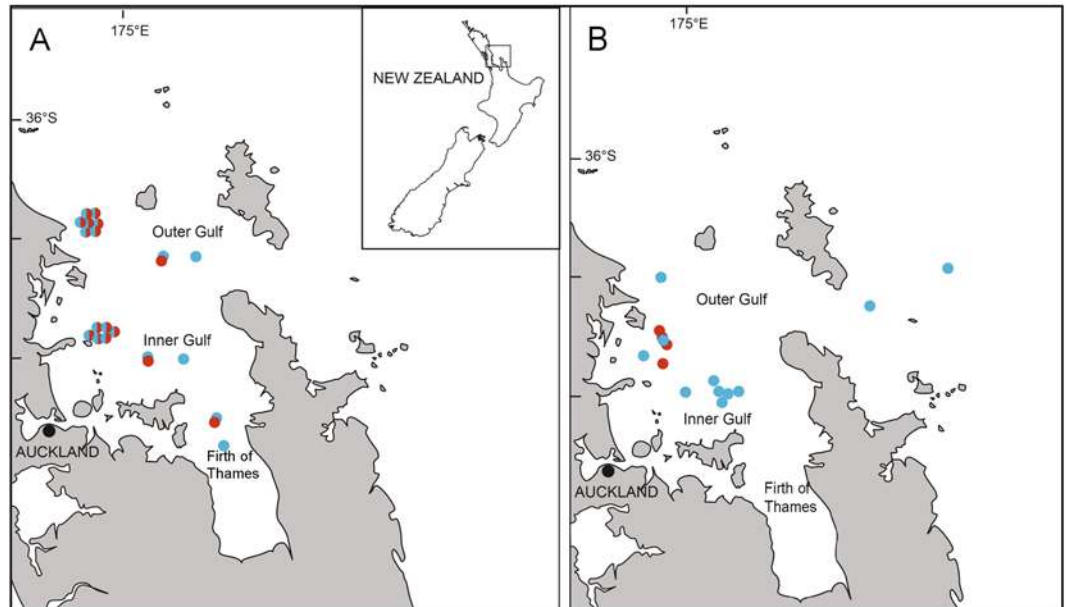 A
175°E
36°S
NEW ZEALAND
Outer Gulf
Inner Gulf
AUCKLAND
Firth of
Thames
B
175°E
36°S
Outer Gulf
Inner Gulf
AUCKLAND
Firth of
Thames